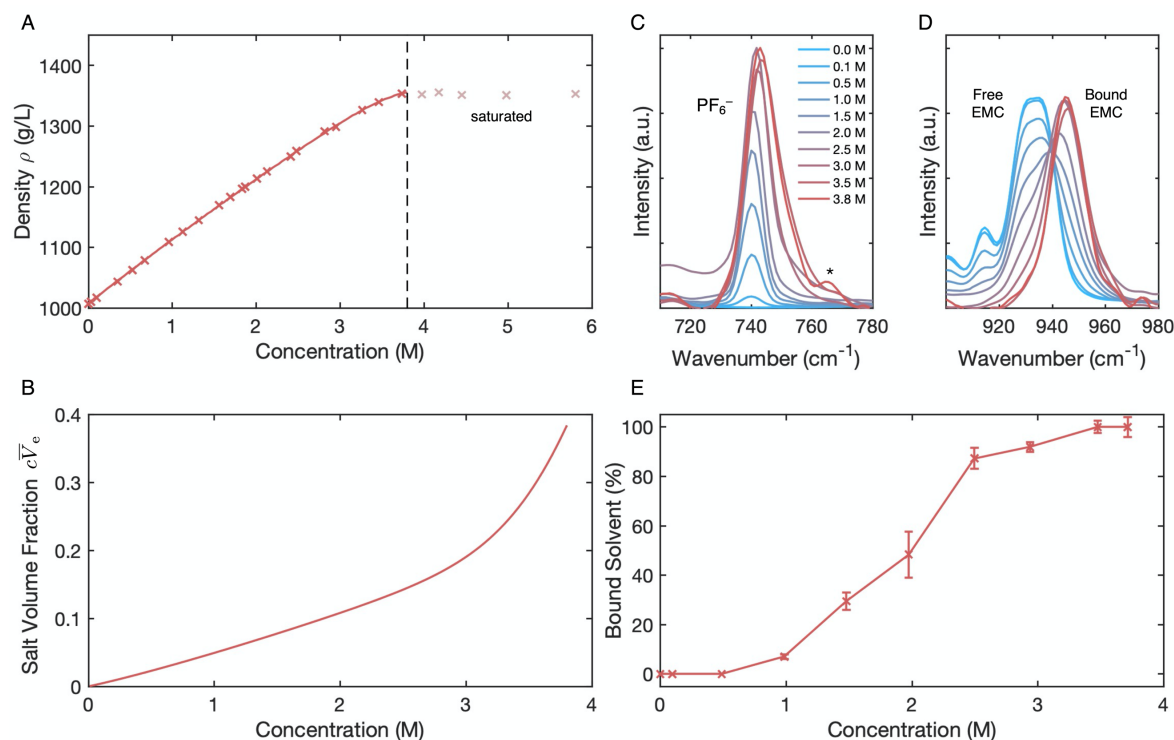 A
Density ρ (g/L)
1400
1300
1200
1100
1000
saturated
0 1 2 3 4 5 6
Concentration (M)
C
Intensity (a.u.)
PF₆⁻
0.0 M
0.1 M
0.5 M
1.0 M
1.5 M
2.0 M
2.5 M
3.0 M
3.5 M
3.8 M
*
720 740 760 780
Wavenumber (cm⁻¹)
D
Intensity (a.u.)
Free
EMC
Bound
EMC
920 940 960 980
Wavenumber (cm⁻¹)
B
Salt Volume Fraction cV̅ₑ
0.4
0.3
0.2
0.1
0
0 1 2 3 4
Concentration (M)
E
Bound Solvent (%)
100
80
60
40
20
0
0 1 2 3 4
Concentration (M)